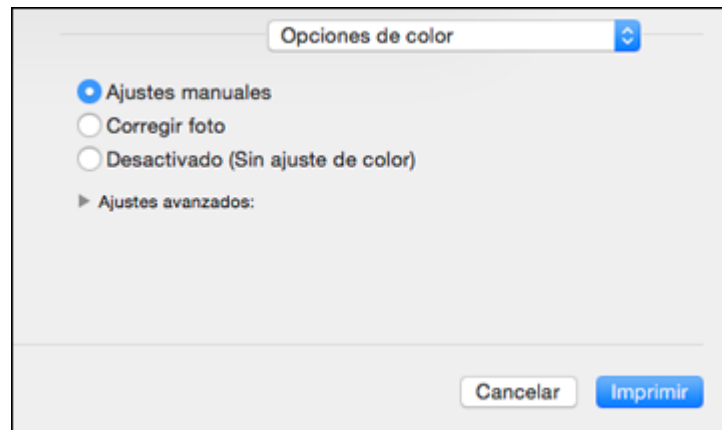 Opciones de color
Ajustes manuales
Corregir foto
Desactivado (Sin ajuste de color)
Ajustes avanzados:
Cancelar
Imprimir